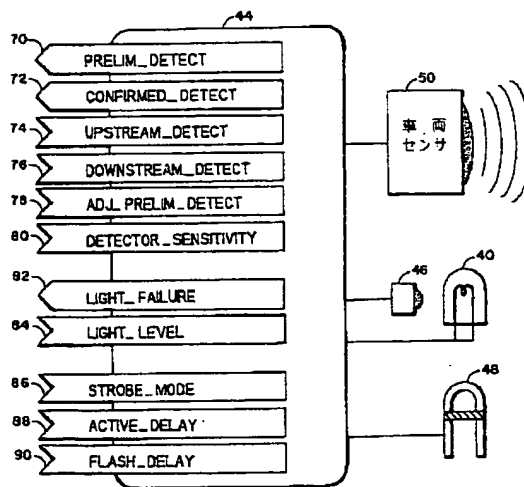 44
70
PRELIM_DETECT
72
CONFIRMED_DETECT
74
UPSTREAM_DETECT
76
DOWNSTREAM_DETECT
78
ADJ_PRELIM_DETECT
80
DETECTOR_SENSITIVITY
92
LIGHT_FAILURE
84
LIGHT_LEVEL
86
STROBE_MODE
88
ACTIVE_DELAY
90
FLASH_DELAY
50
車両
センサ
46
40
48